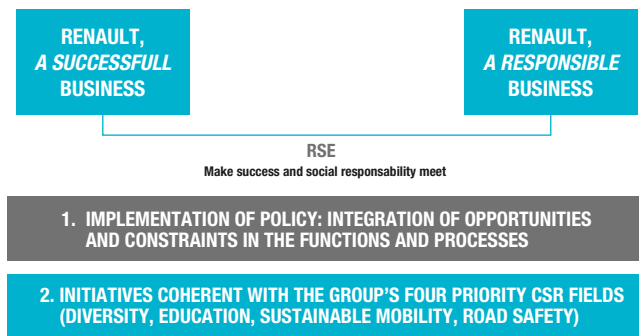 RENAULT,
A SUCCESSFULL
BUSINESS
RENAULT,
A RESPONSIBLE
BUSINESS
RSE
Make success and social responsability meet
1. IMPLEMENTATION OF POLICY: INTEGRATION OF OPPORTUNITIES
AND CONSTRAINTS IN THE FUNCTIONS AND PROCESSES
2. INITIATIVES COHERENT WITH THE GROUP'S FOUR PRIORITY CSR FIELDS
(DIVERSITY, EDUCATION, SUSTAINABLE MOBILITY, ROAD SAFETY)